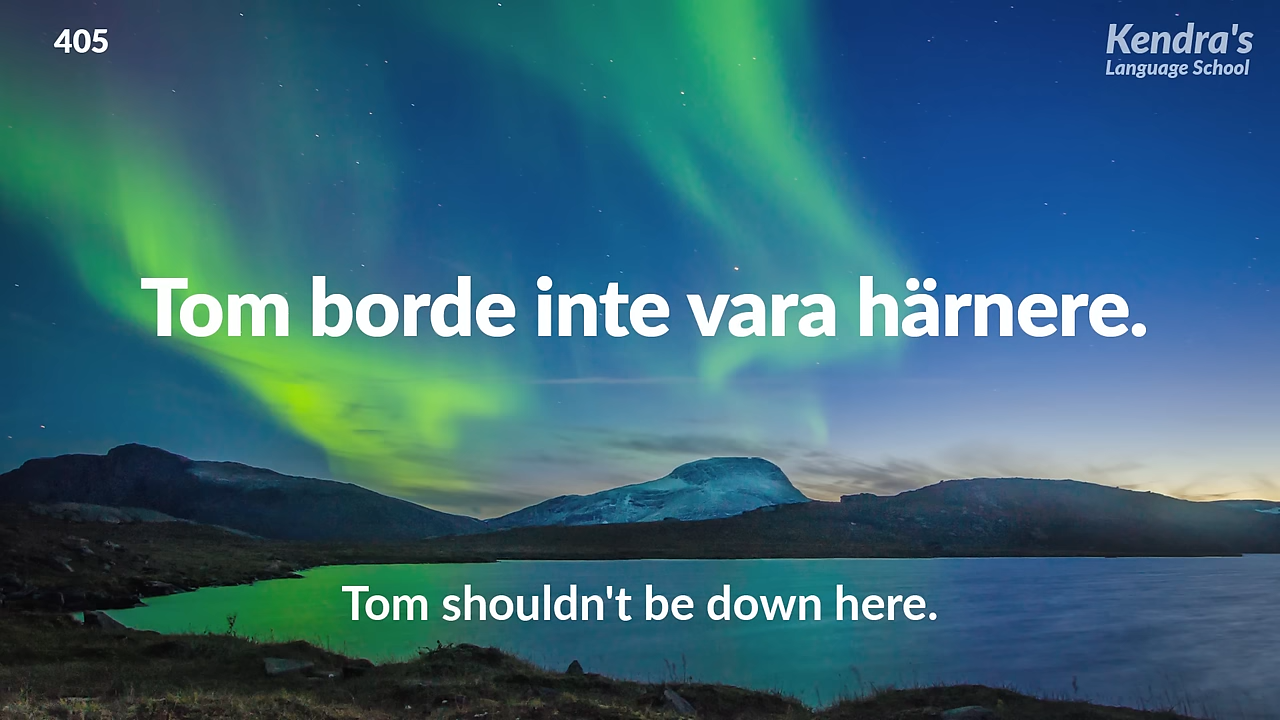 405
Kendra's
Language School
Tom borde inte vara härnere.
Tom shouldn't be down here.